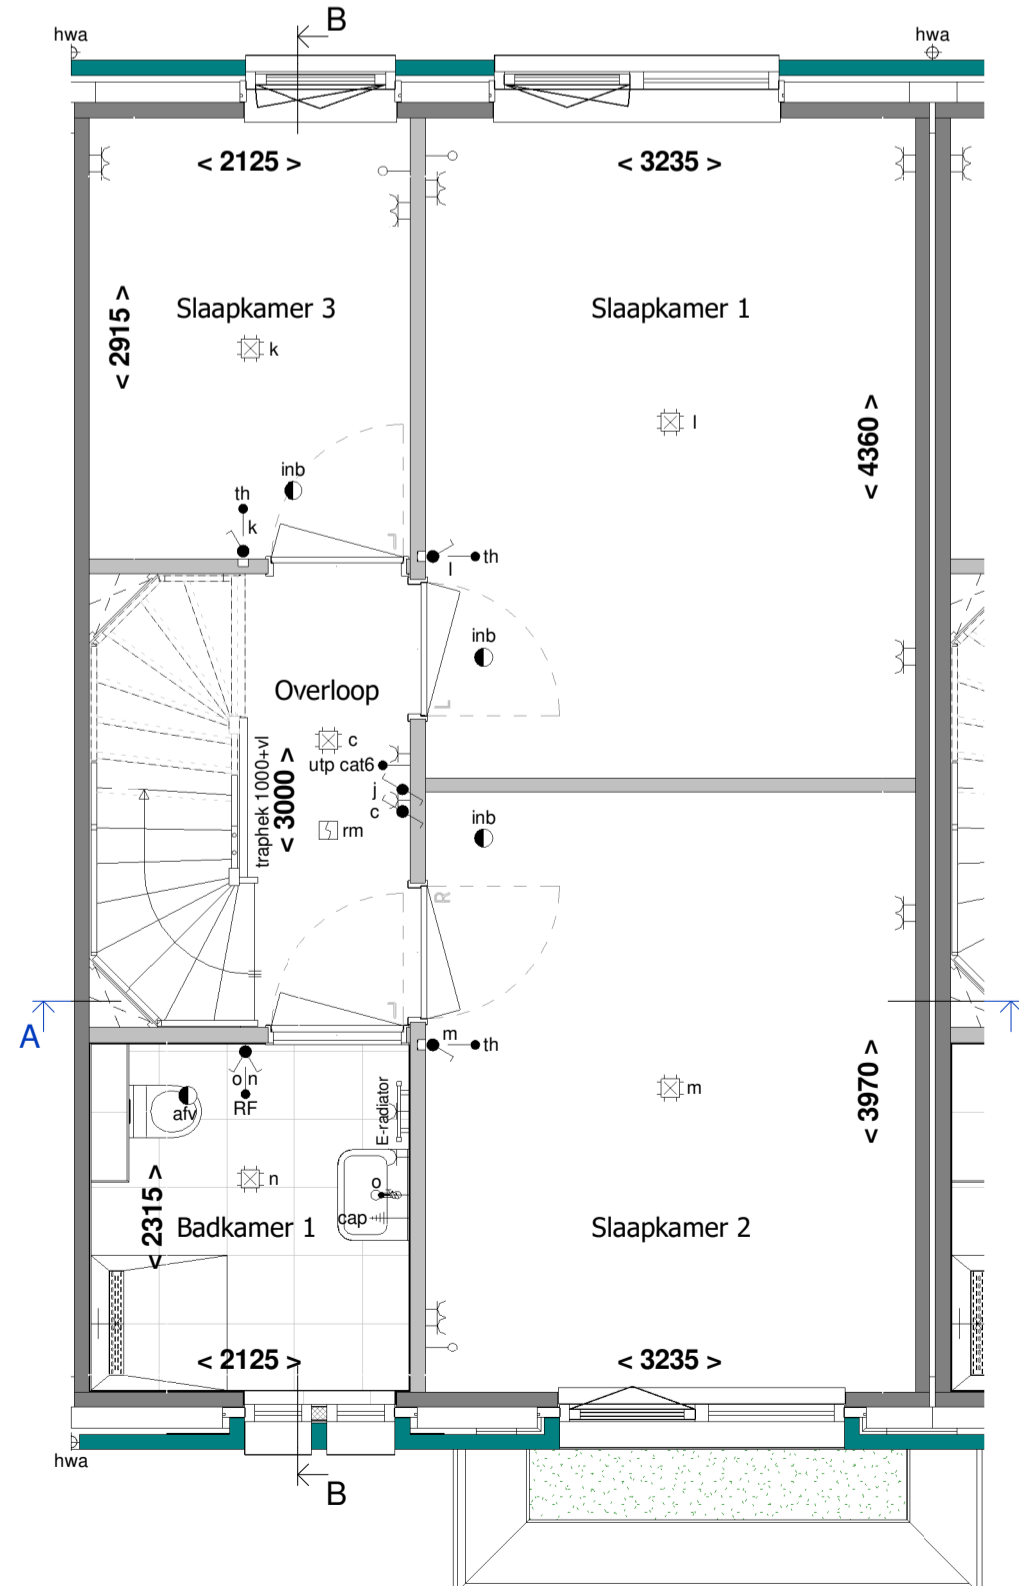 B
hwa
hwa
< 2125 >
< 3235 >
< 2915 >
Slaapkamer 3
Slaapkamer 1
k
l
< 4360 >
inb
th
k
th
l
inb
L
L
Overloop
c
utp cat6
j
c
traphek 1000+vl
< 3000 >
rm
inb
R
L
A
m
th
o n
RF
afv
E-radiator
m
< 3970 >
n
o
cap
< 2315 >
Badkamer 1
Slaapkamer 2
< 2125 >
< 3235 >
hwa
B